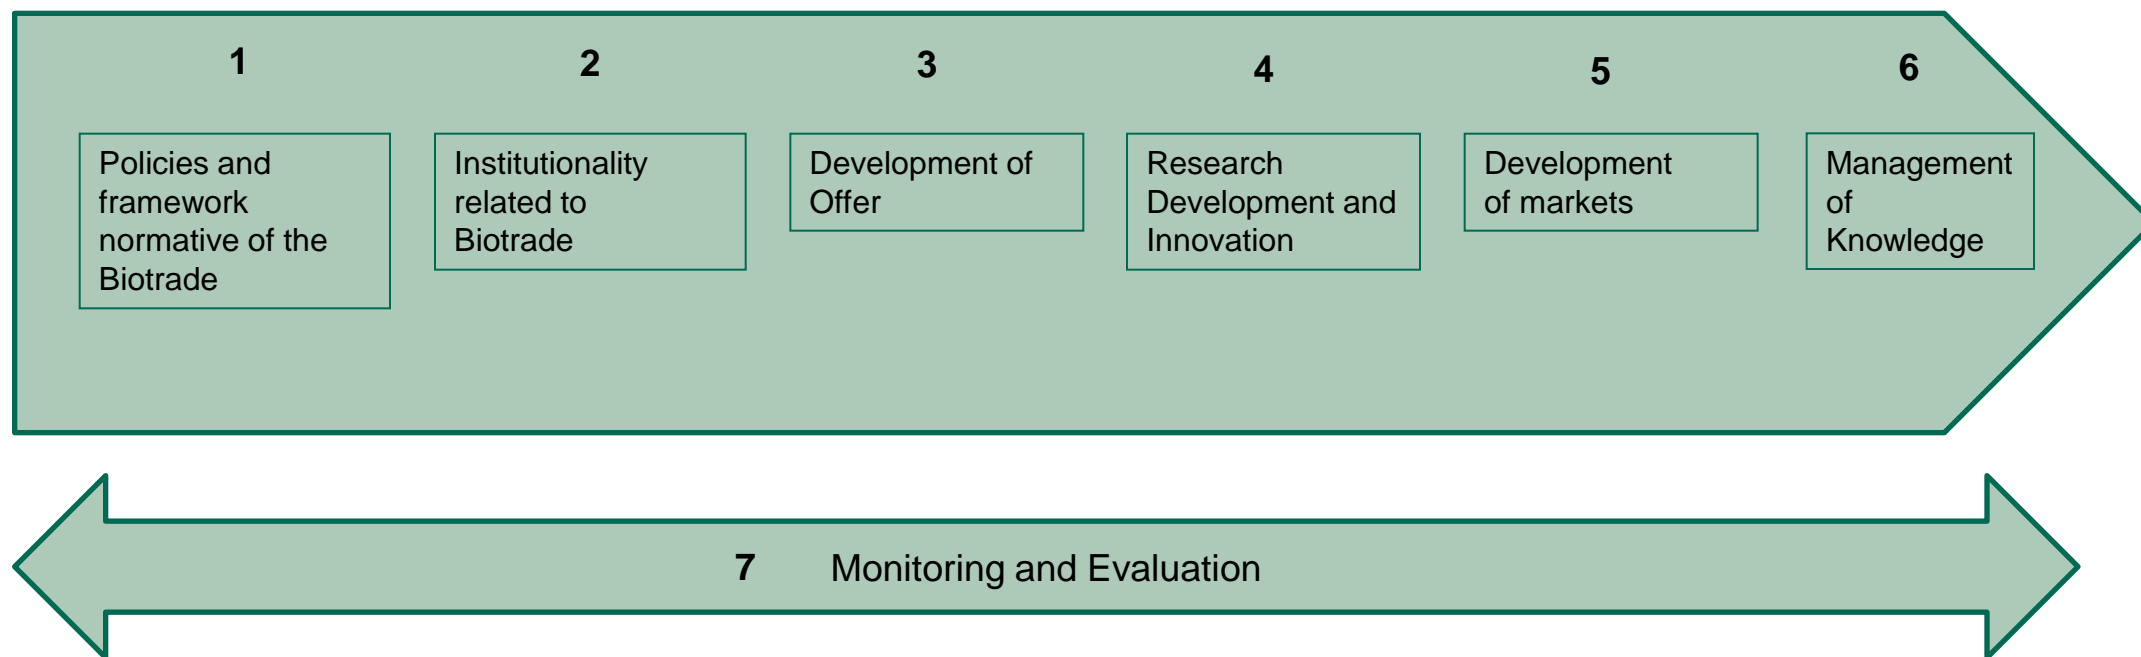 1
Policies and
framework
normative of the
Biotrade
2
Institutionality
related to
Biotrade
3
Development of
Offer
4
Research
Development and
Innovation
5
Development
of markets
6
Management
of
Knowledge
7 Monitoring and Evaluation